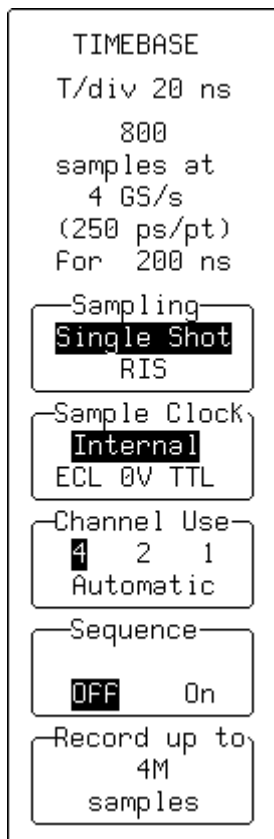 TIMEBASE
T/div 20 ns
800
samples at
4 GS/s
(250 ps/pt)
For 200 ns
Sampling
Single Shot
RIS
Sample Clock
Internal
ECL 0V TTL
Channel Use
4 2 1
Automatic
Sequence
OFF On
Record up to
4M
samples